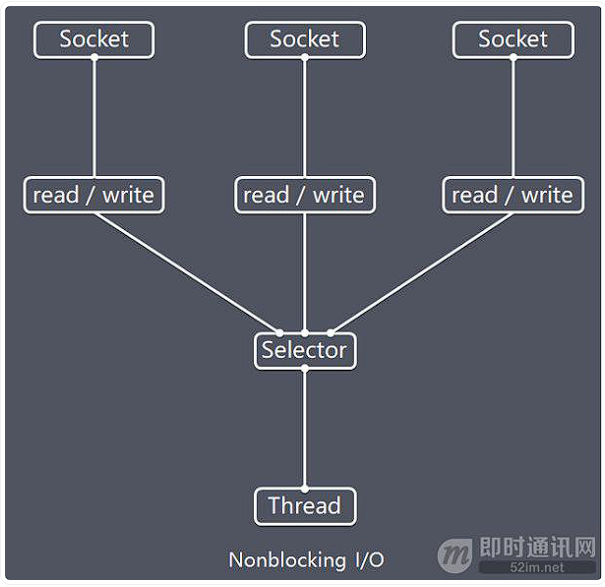 Socket
Socket
Socket
read / write
read / write
read / write
Selector
Thread
Nonblocking I/O
即时通讯网
52im.net